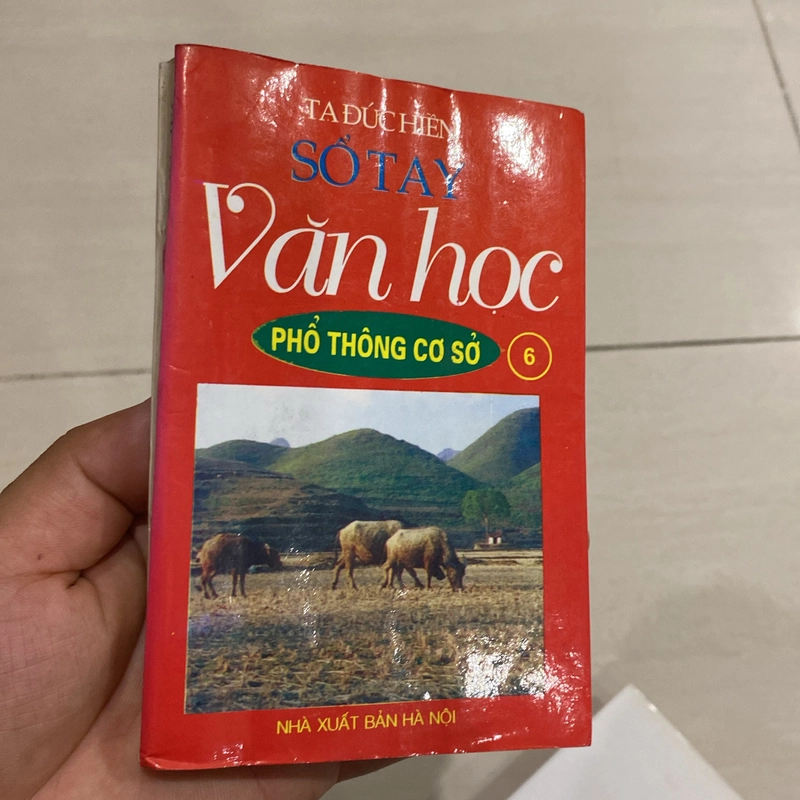 TẠ ĐỨC HIỀN
SỔ TAY
Văn học
PHỔ THÔNG CƠ SỞ 6
NHÀ XUẤT BẢN HÀ NỘI